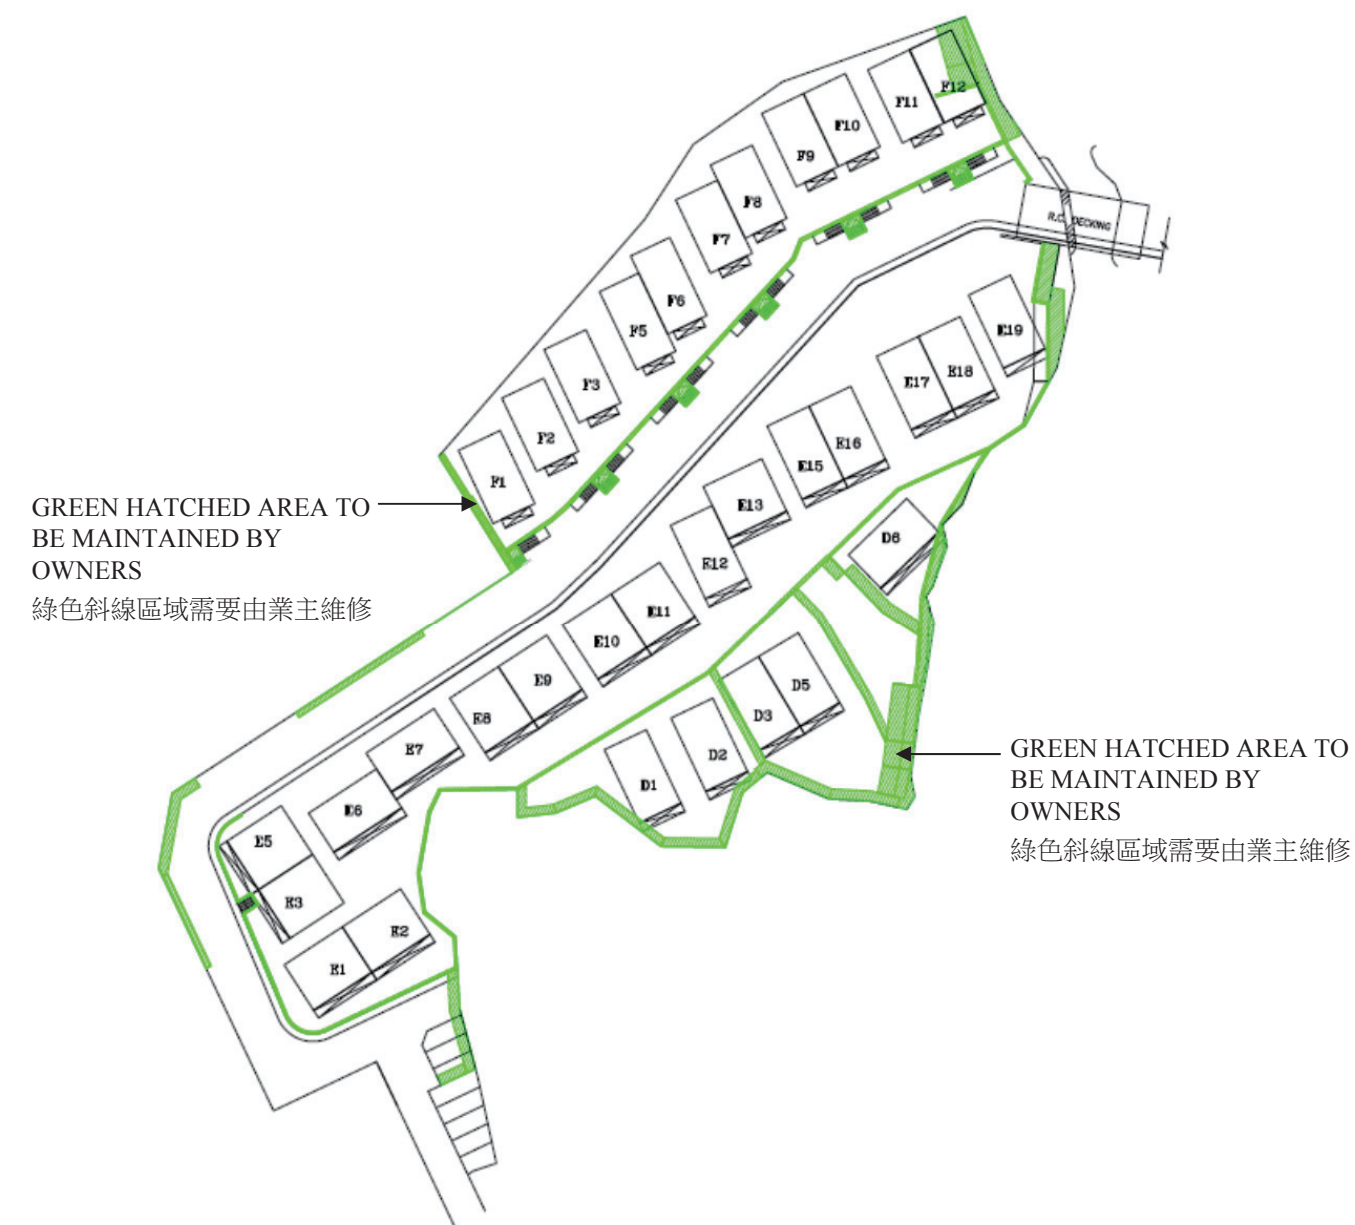 F12
F11
F10
F9
F8
F7
F6
F5
F3
F2
F1
R.C. DECKING
E19
E18
E17
E16
E15
E13
E12
E11
E10
E9
E8
E7
E6
E5
E3
E2
E1
D6
D5
D3
D2
D1
GREEN HATCHED AREA TO
BE MAINTAINED BY
OWNERS
綠色斜線區域需要由業主維修
GREEN HATCHED AREA TO
BE MAINTAINED BY
OWNERS
綠色斜線區域需要由業主維修